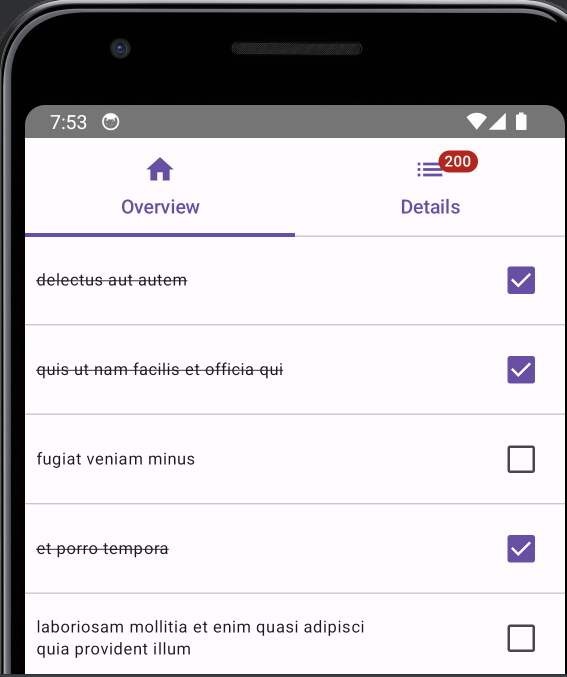 7:53
200
Overview
Details
delectus aut autem
quis ut nam facilis et officia qui
fugiat veniam minus
et porro tempora
laboriosam mollitia et enim quasi adipisci
quia provident illum